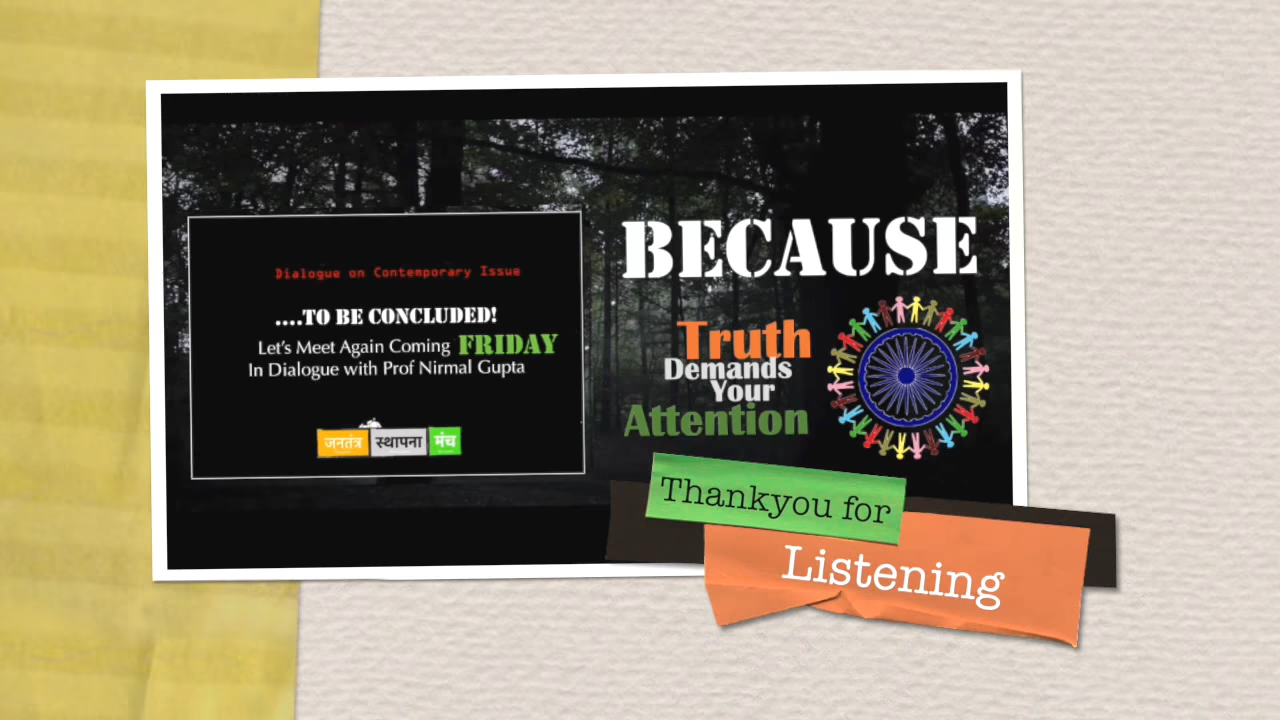 Dialogue on Contemporary Issue
....TO BE CONCLUDED!
Let's Meet Again Coming FRIDAY
In Dialogue with Prof Nirmal Gupta
जनतंत्र स्थापना मंच
BECAUSE
Truth
Demands
Your
Attention
Thankyou for
Listening